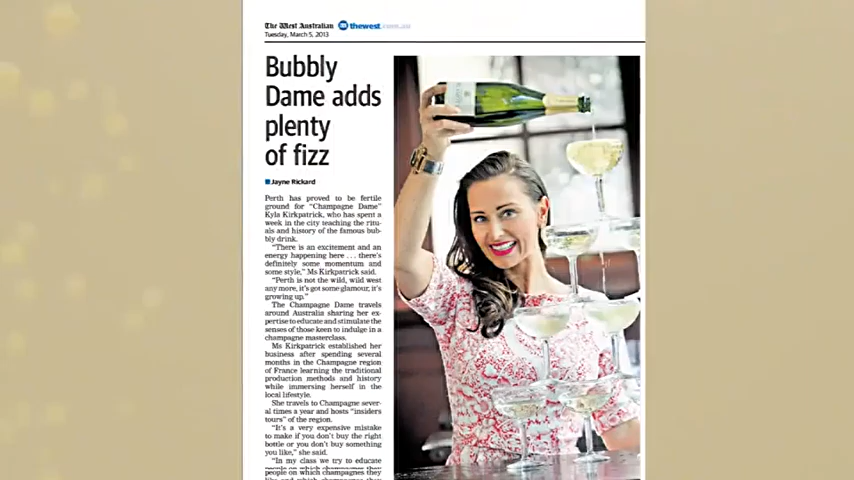 The West Australian thewest.com.au
Tuesday, March 5, 2013
Bubbly
Dame adds
plenty
of fizz
Jayne Rickard
Perth has proved to be fertile
ground for “Champagne Dame”
Kyla Kirkpatrick, who has spent a
week in the city teaching the ritu-
als and history of the famous bub-
bly drink.
“There is an excitement and an
energy happening here . . . there’s
definitely some momentum and
some style,” Ms Kirkpatrick said.
“Perth is not the wild, wild west
any more, it’s got some glamour, it’s
growing up.”
The Champagne Dame travels
around Australia sharing her ex-
pertise to educate and stimulate the
senses of those keen to indulge in a
champagne masterclass.
Ms Kirkpatrick established her
business after spending several
months in the Champagne region
of France learning the traditional
production methods and history
while immersing herself in the
local lifestyle.
She travels to Champagne sever-
al times a year and hosts “insiders
tours” of the region.
“It’s a very expensive mistake
to make if you don’t buy the right
bottle or you don’t buy something
you like,” she said.
“In my class we try to educate
people on which champagnes they